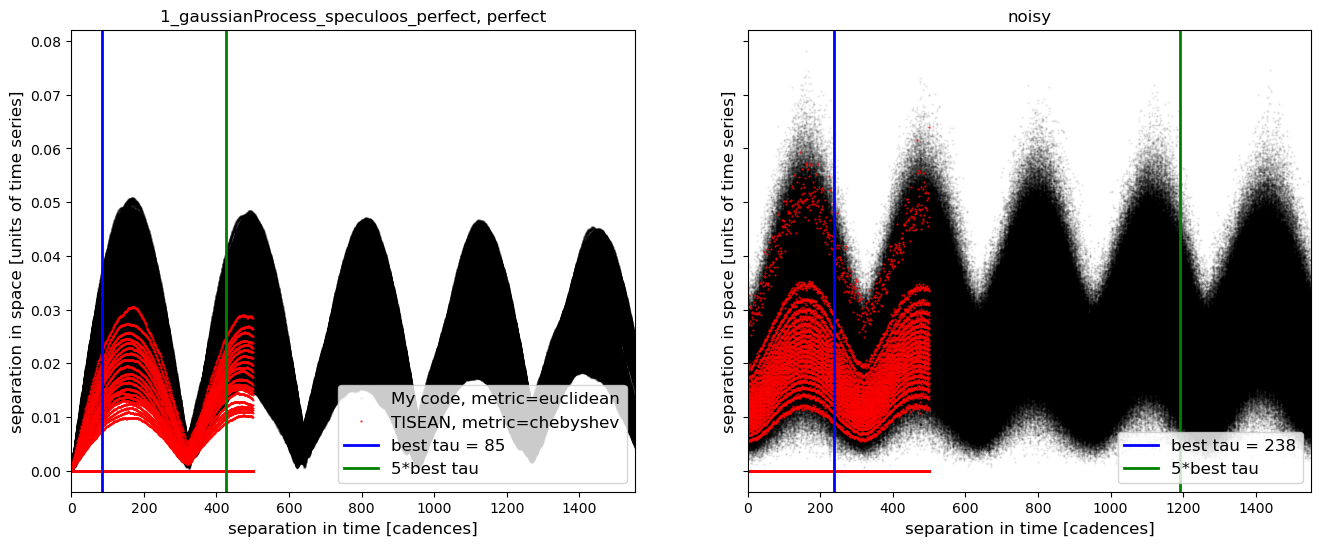 1_gaussianProcess_speculoos_perfect, perfect
separation in space [units of time series]
0.08
0.07
0.06
0.05
0.04
0.03
0.02
0.01
0.00
My code, metric=euclidean
TISEAN, metric=chebyshev
best tau = 85
5*best tau
0 200 400 600 800 1000 1200 1400
separation in time [cadences]
noisy
separation in space [units of time series]
best tau = 238
5*best tau
0 200 400 600 800 1000 1200 1400
separation in time [cadences]